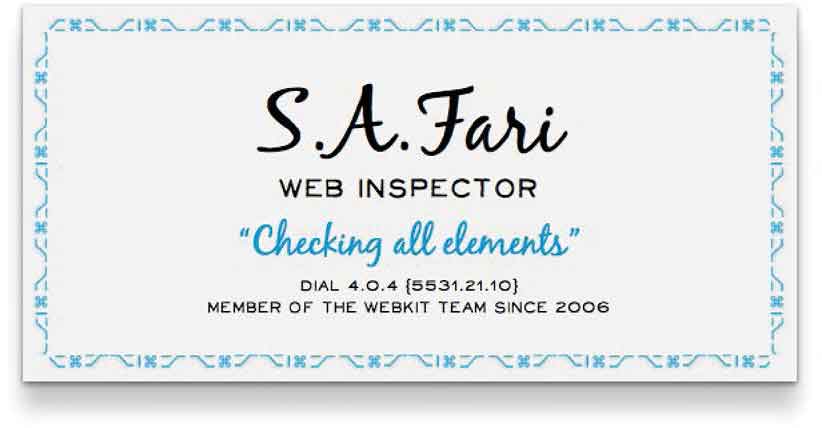 S.A.Fari
WEB INSPECTOR
“Checking all elements”
DIAL 4.0.4 {5531.21.10}
MEMBER OF THE WEBKIT TEAM SINCE 2006